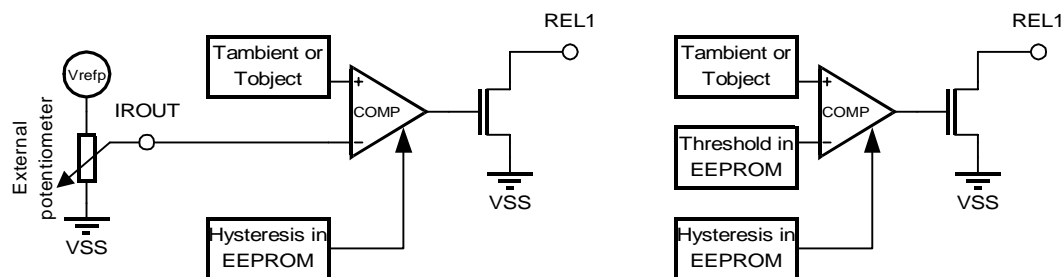 REL1
Tambient or
Tobject
Vrefp
+
COMP
−
IROUT
External
potentiometer
VSS
VSS
Hysteresis in
EEPROM
REL1
Tambient or
Tobject
+
COMP
−
Threshold in
EEPROM
VSS
Hysteresis in
EEPROM